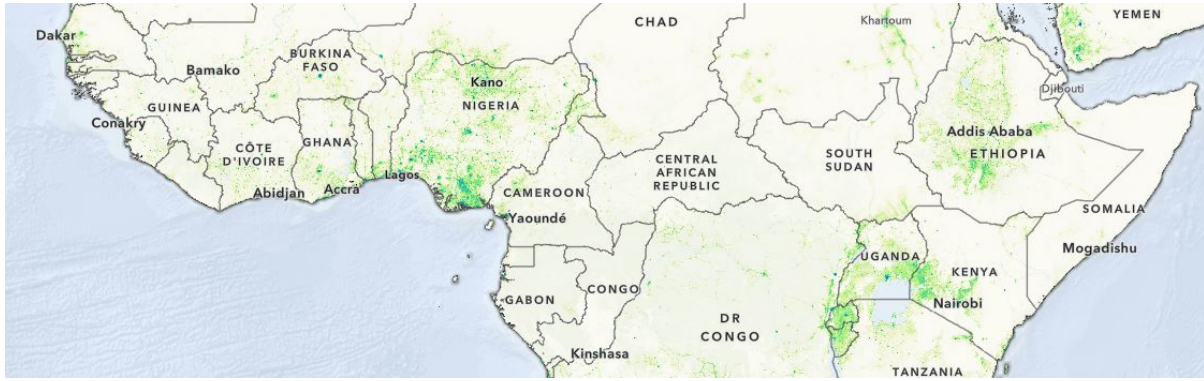 CHAD
Khartoum
YEMEN
Dakar
BURKINA
FASO
Bamako
Kano
NIGERIA
Djibouti
GUINEA
Conakry
CÔTE
D'IVOIRE
GHANA
Addis Ababa
ETHIOPIA
CENTRAL
AFRICAN
REPUBLIC
SOUTH
SUDAN
Abidjan
Accra
Lagos
CAMEROON
Yaoundé
SOMALIA
Mogadishu
UGANDA
KENYA
Nairobi
GABON
CONGO
DR
CONGO
Kinshasa
TANZANIA